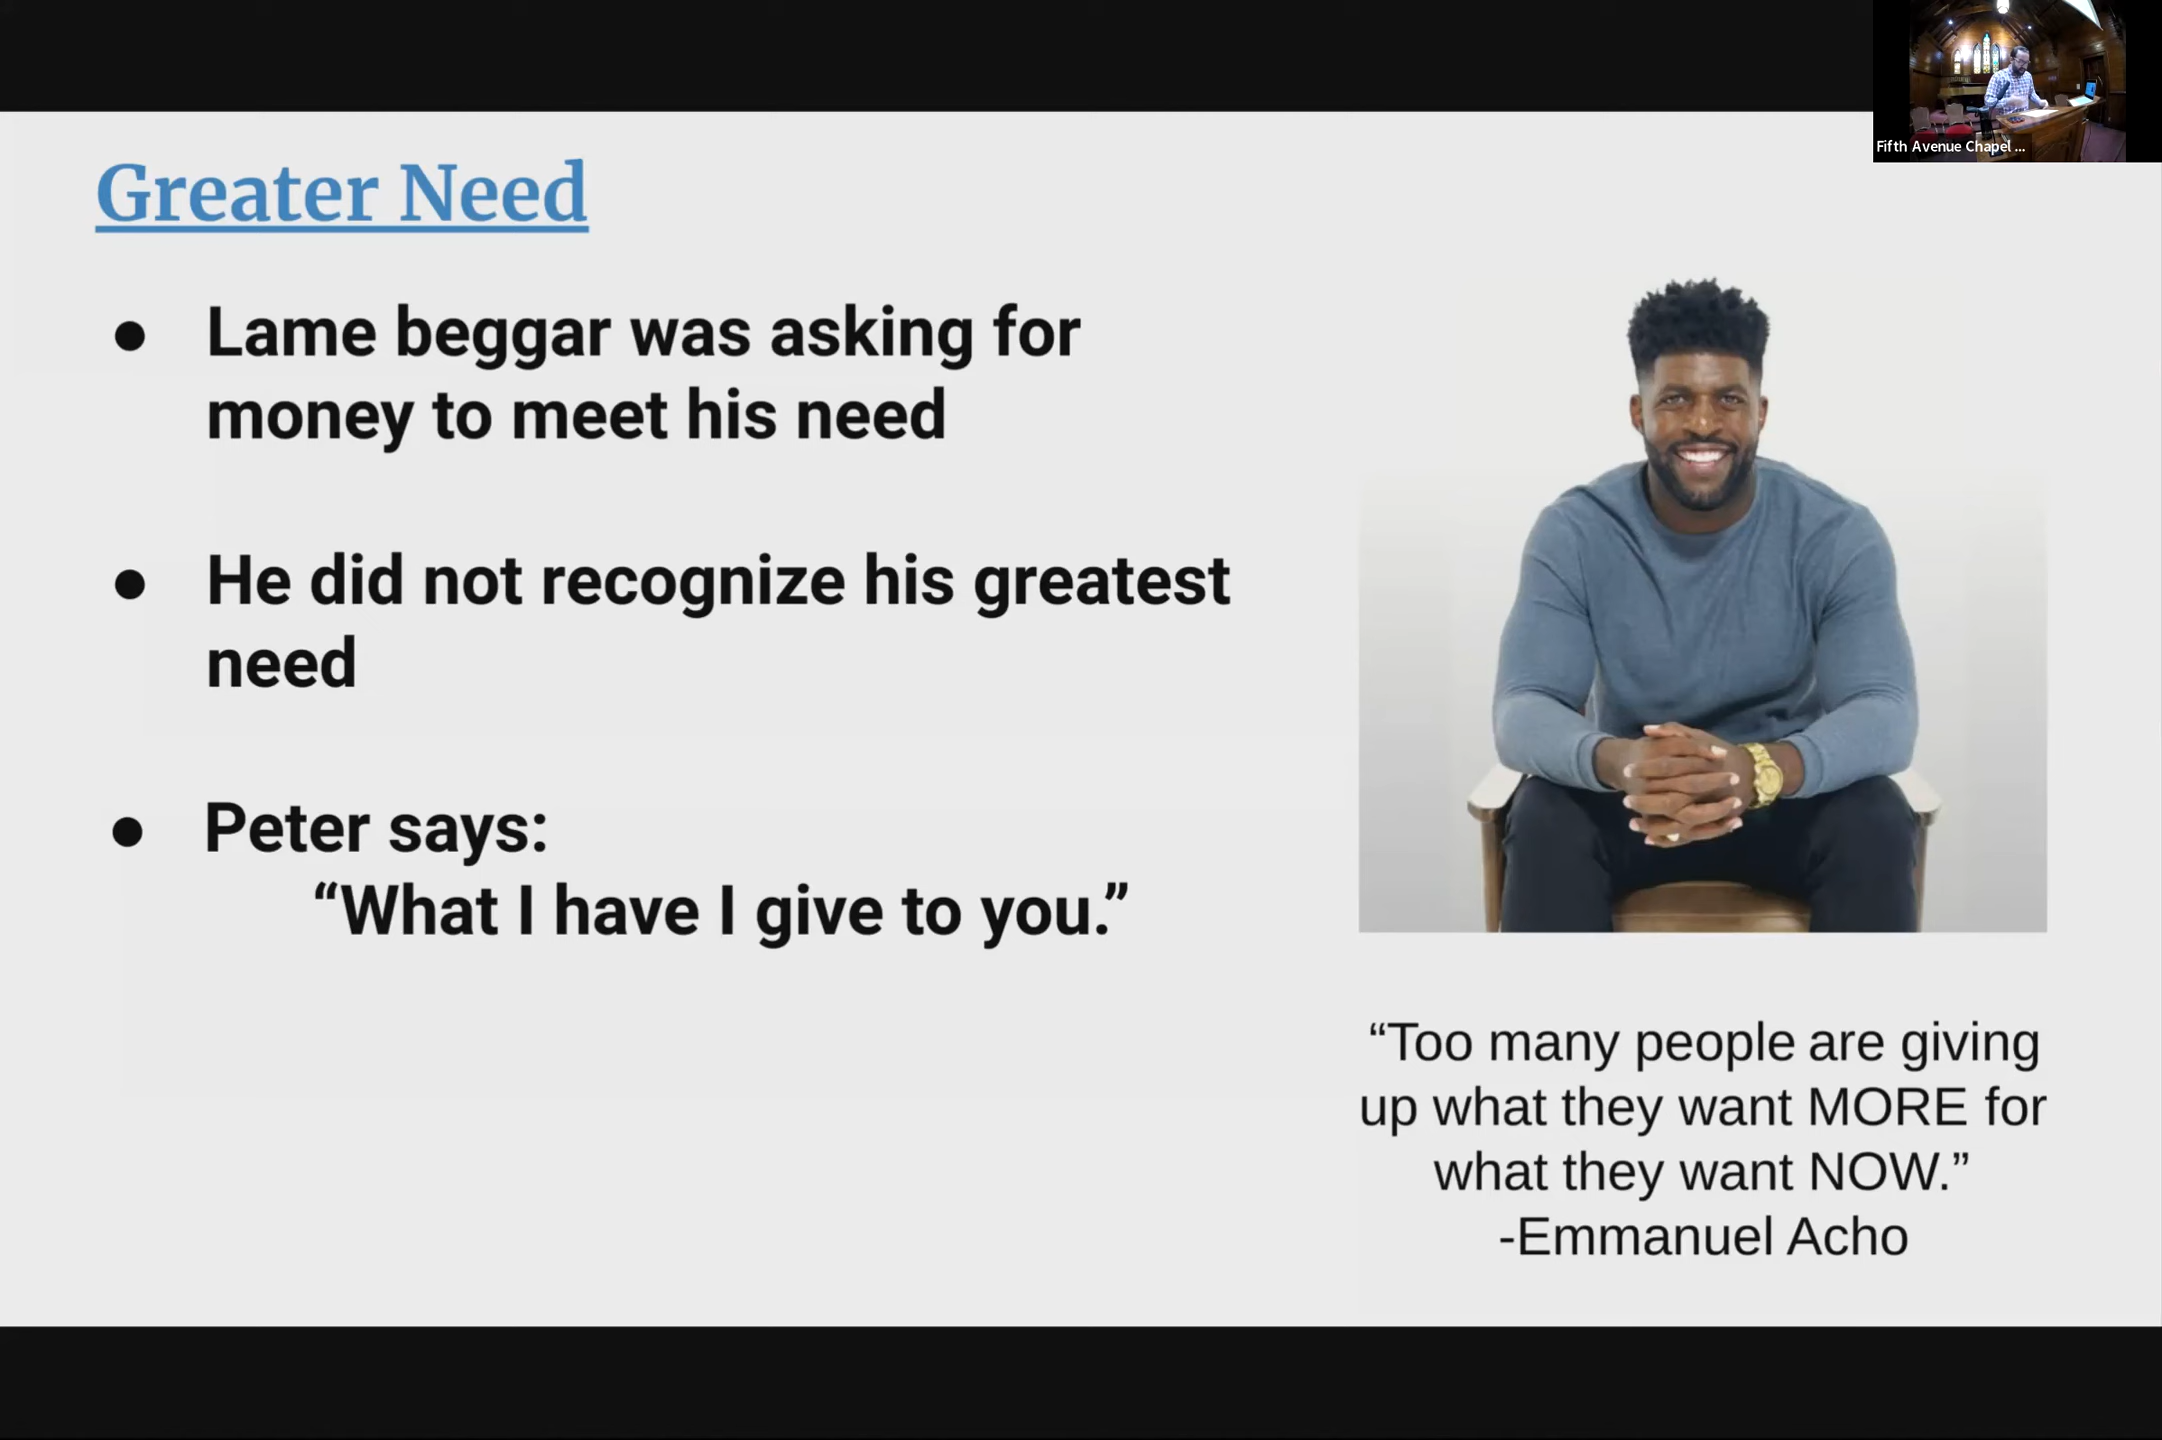 Fifth Avenue Chapel ...
Greater Need
● Lame beggar was asking for
money to meet his need
● He did not recognize his greatest
need
● Peter says:
“What I have I give to you.”
“Too many people are giving
up what they want MORE for
what they want NOW.”
-Emmanuel Acho